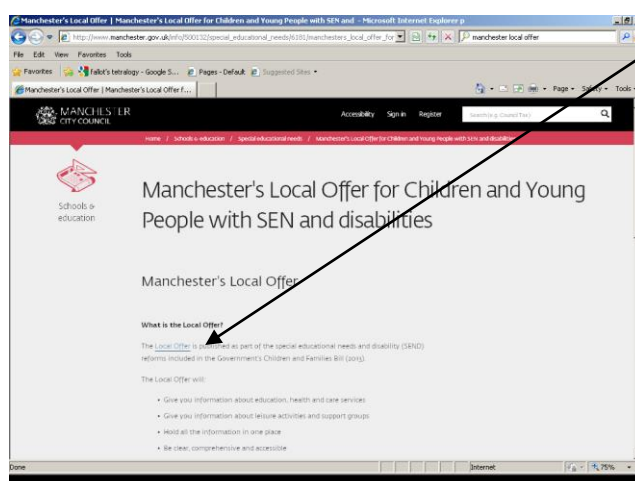 Manchester's Local Offer | Manchester's Local Offer for Children and Young People with SEN and - Microsoft Internet Explorer p
http://www.manchester.gov.uk/info/500132/special_educational_needs/6181/manchesters_local_offer_for
manchester local offer
File Edit View Favorites Tools
Favorites fallot's tetralogy - Google S... Pages - Default Suggested Sites
Manchester's Local Offer | Manchester's Local Offer f...
Page Safety Tools
MANCHESTER
CITY COUNCIL
Accessibility Sign in Register Search (e.g. Council Tax)
Home / Schools & education / Special educational needs / Manchester's Local Offer for Children and Young People with SEN and disabilities
Schools &
education
Manchester's Local Offer for Children and Young
People with SEN and disabilities
Manchester's Local Offer
What is the Local Offer?
The Local Offer is published as part of the special educational needs and disability (SEND)
reforms included in the Government's Children and Families Bill (2013).
The Local Offer will:
• Give you information about education, health and care services
• Give you information about leisure activities and support groups
• Hold all the information in one place
• Be clear, comprehensive and accessible
Done Internet 75%